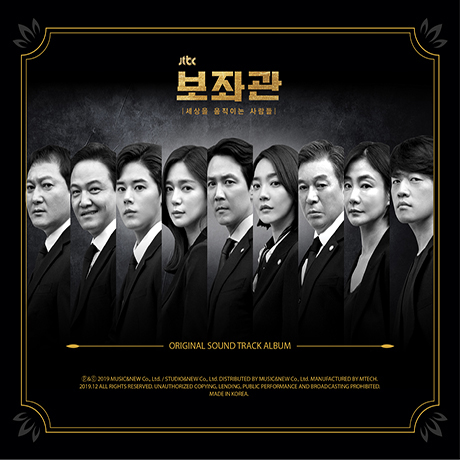 jtbc
보좌관
|세상을 움직이는 사람들|
ORIGINAL SOUND TRACK ALBUM
Ⓟ&ⓒ 2019 MUSIC&NEW Co., Ltd. / STUDIO&NEW Co., Ltd. DISTRIBUTED BY MUSIC&NEW Co., Ltd. MANUFACTURED BY MTECH.
2019.12 ALL RIGHTS RESERVED. UNAUTHORIZED COPYING, LENDING, PUBLIC PERFORMANCE AND BROADCASTING PROHIBITED.
MADE IN KOREA.